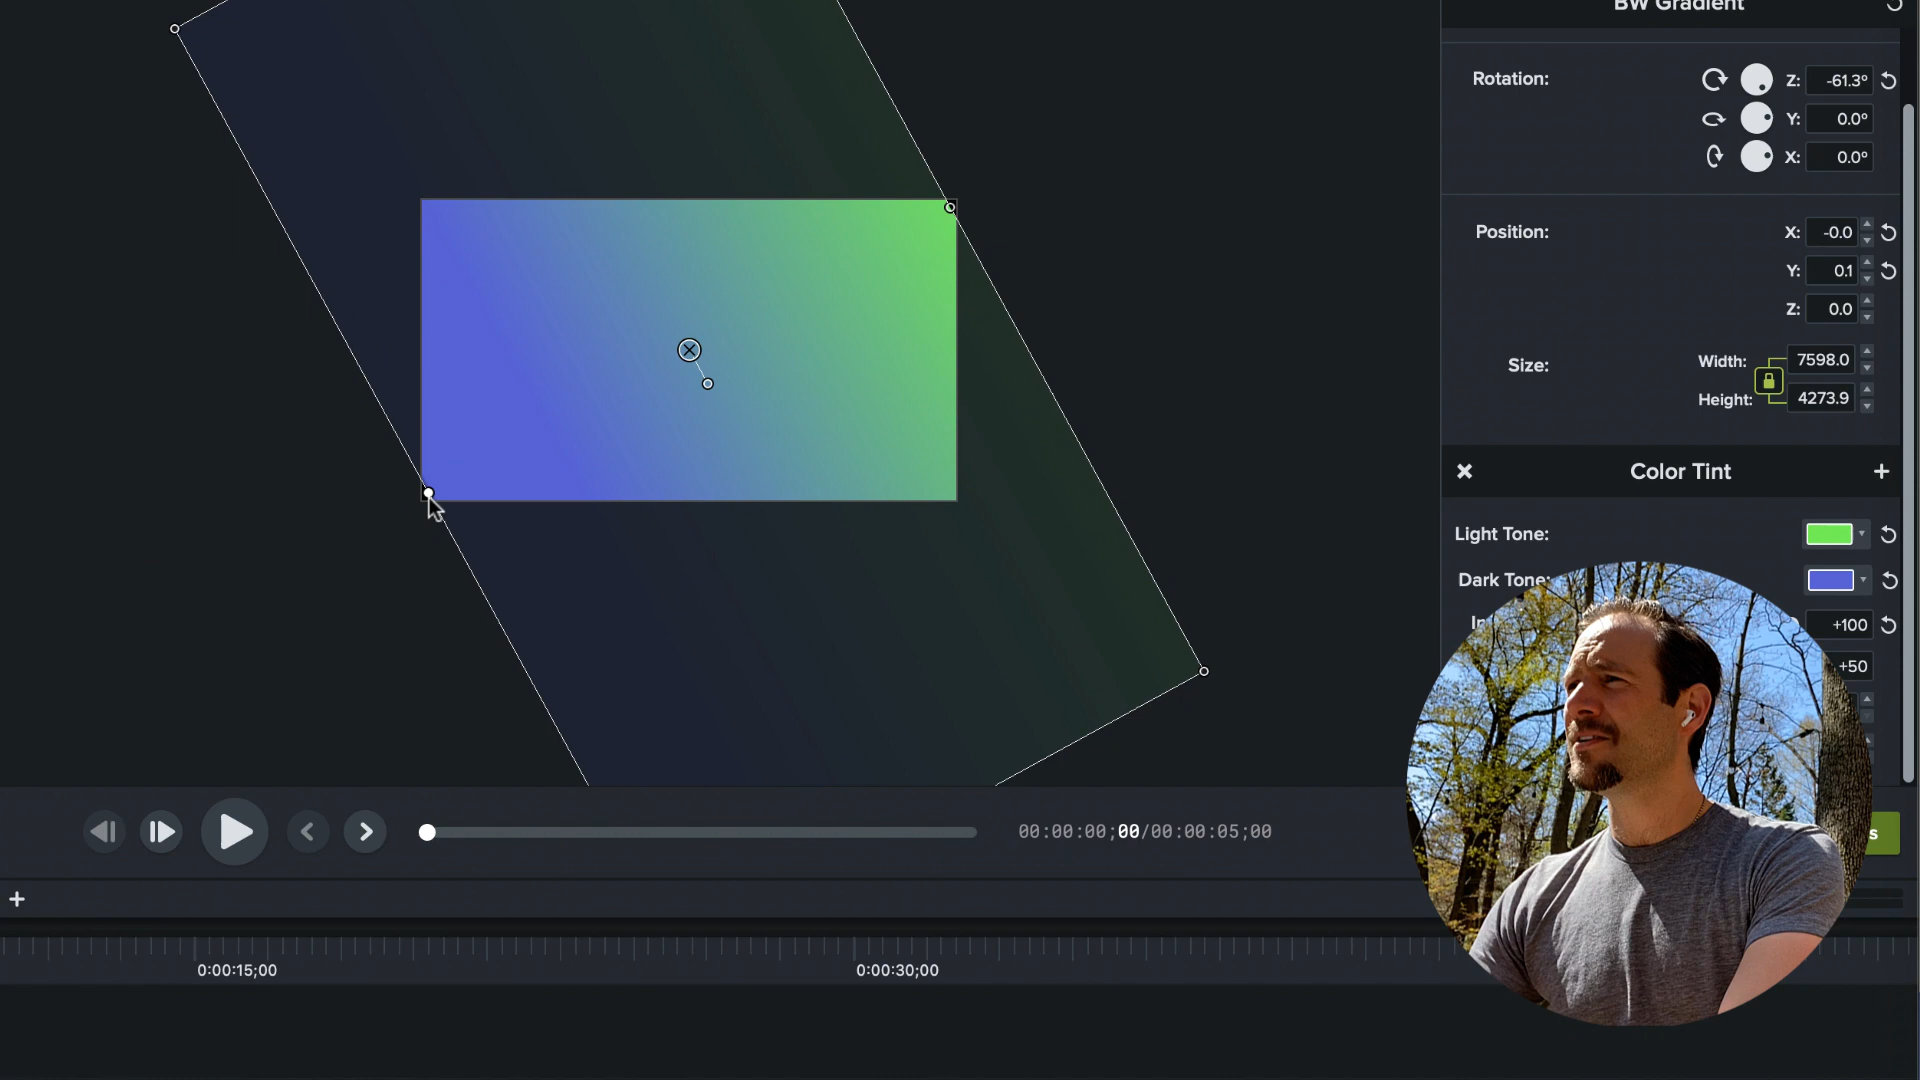 BW Gradient
Rotation:
Z: -61.3°
Y: 0.0°
X: 0.0°
Position:
X: -0.0
Y: 0.1
Z: 0.0
Size:
Width: 7598.0
Height: 4273.9
Color Tint
Light Tone:
Dark Tone:
+100
+50
00:00:00;00/00:00:05;00
0:00:15;00
0:00:30;00